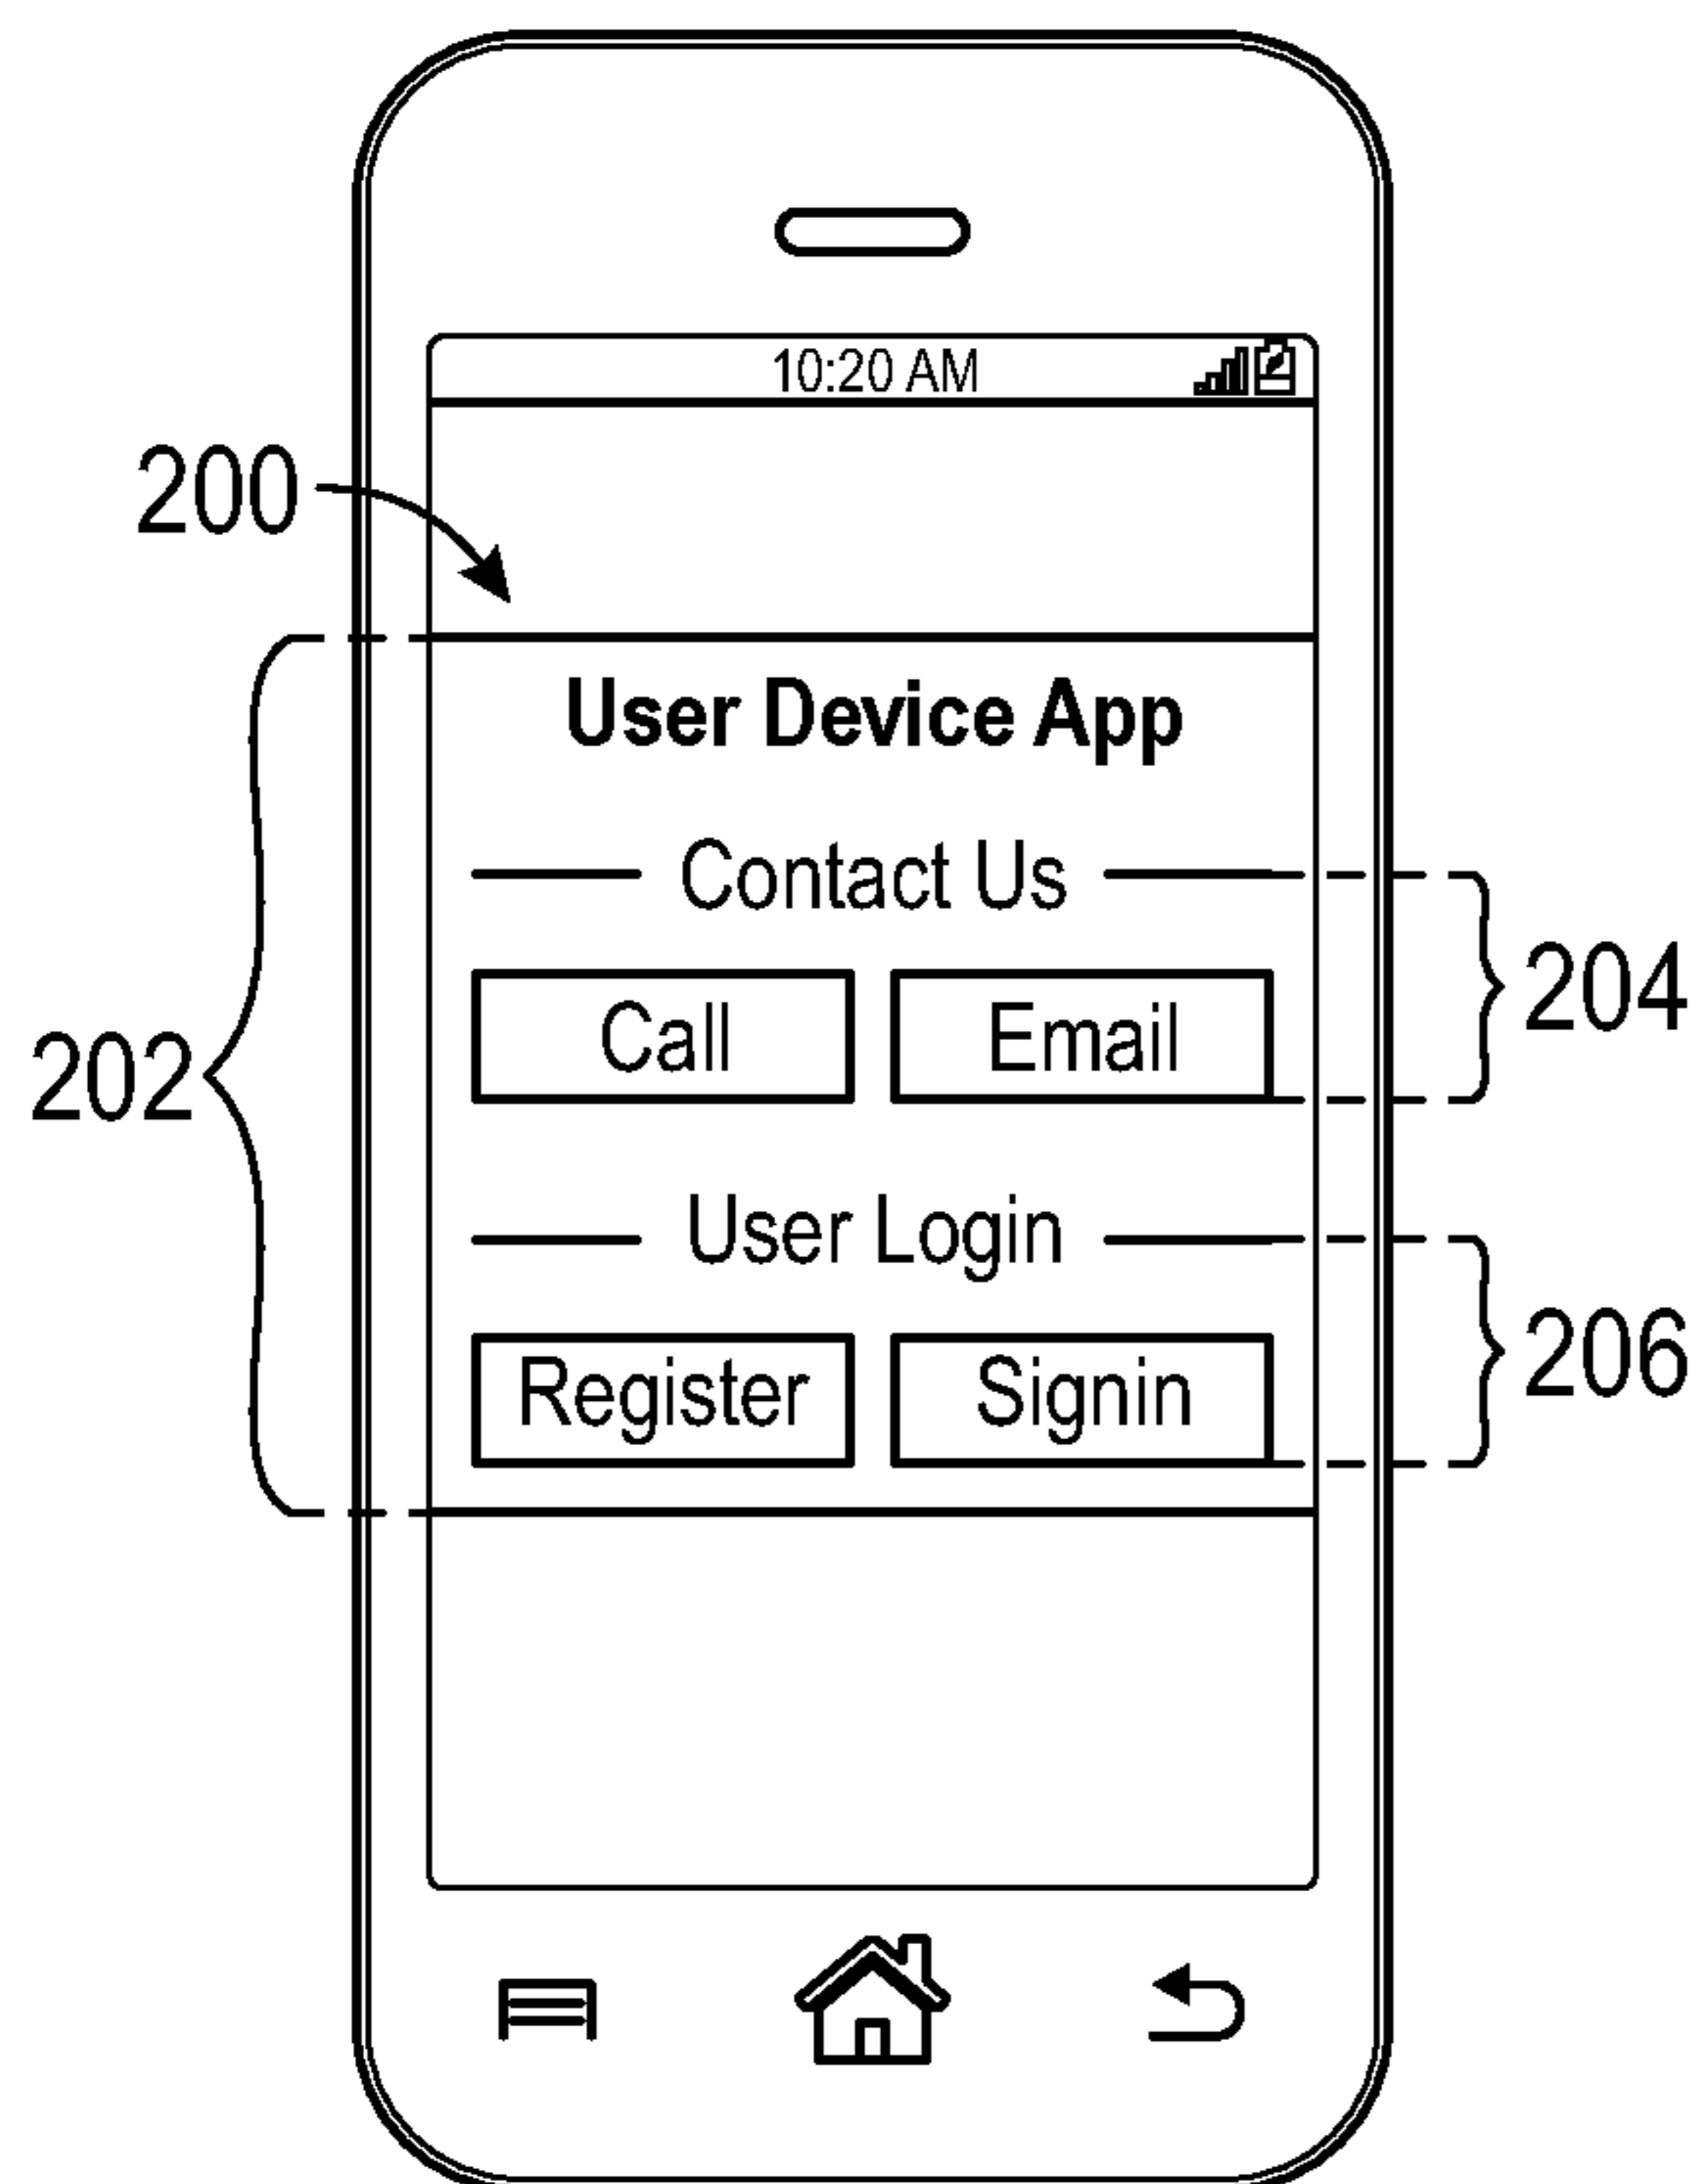 10:20 AM
200
User Device App
Contact Us
Call Email
204
202
User Login
Register Signin
206